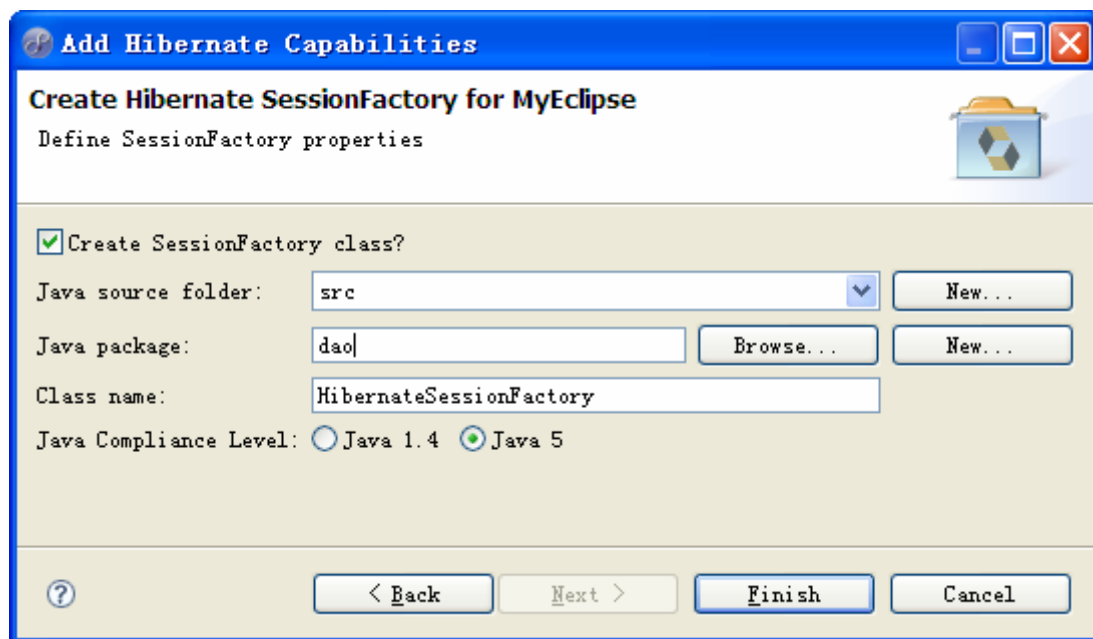 Add Hibernate Capabilities
Create Hibernate SessionFactory for MyEclipse
Define SessionFactory properties
Create SessionFactory class?
Java source folder: src New...
Java package: dao Browse... New...
Class name: HibernateSessionFactory
Java Compliance Level: Java 1.4 Java 5
? < Back Next > Finish Cancel